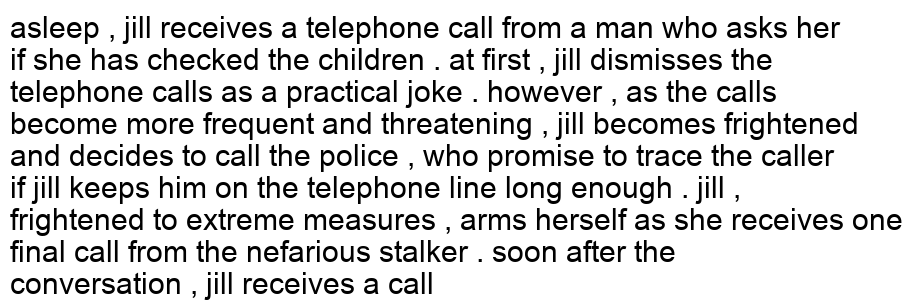 asleep , jill receives a telephone call from a man who asks her
if she has checked the children . at first , jill dismisses the
telephone calls as a practical joke . however , as the calls
become more frequent and threatening , jill becomes frightened
and decides to call the police , who promise to trace the caller
if jill keeps him on the telephone line long enough . jill ,
frightened to extreme measures , arms herself as she receives one
final call from the nefarious stalker . soon after the
conversation , jill receives a call